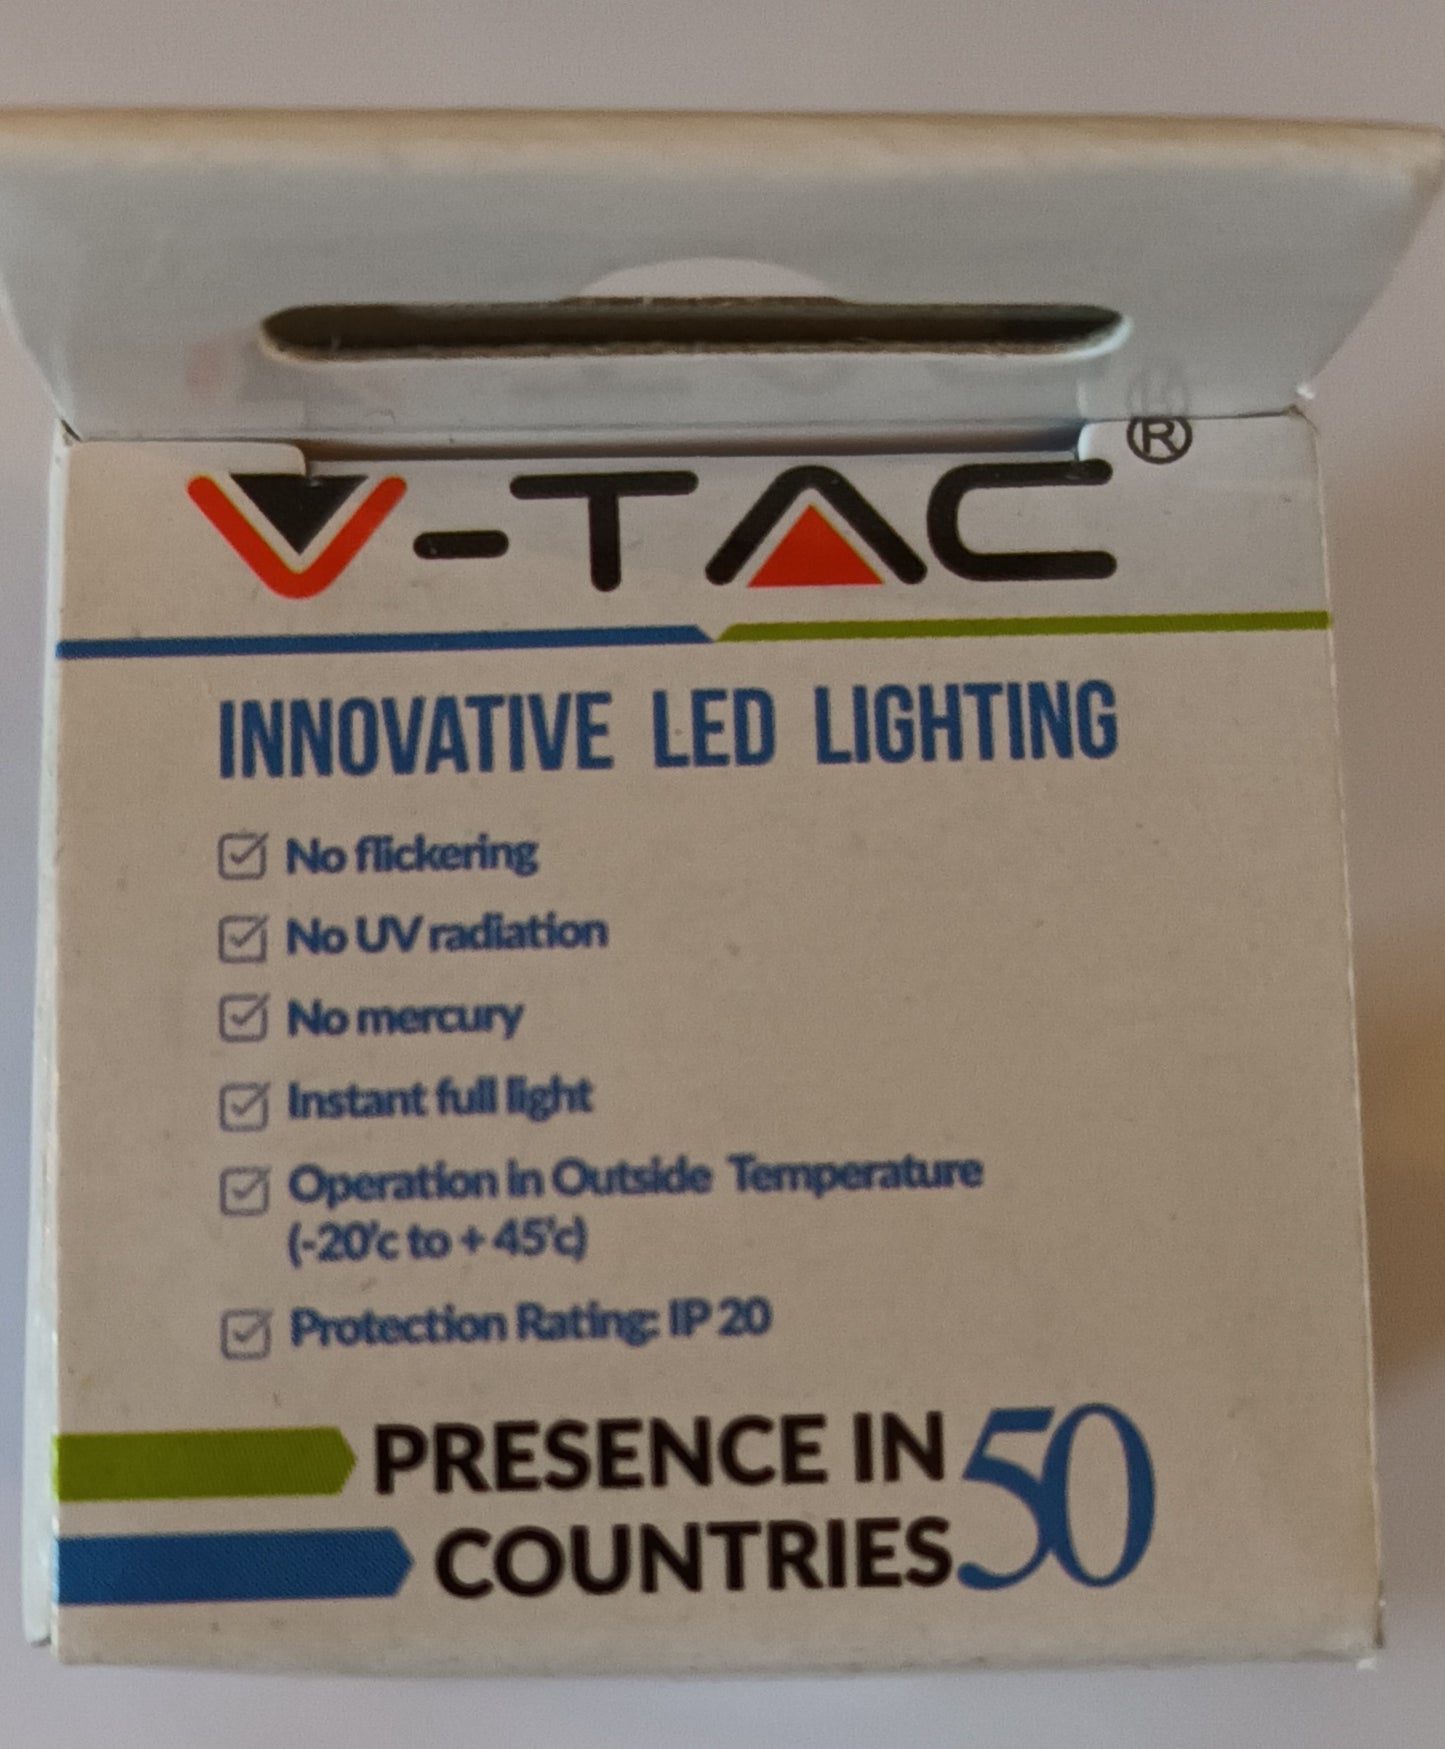 V-TAC®
INNOVATIVE LED LIGHTING
No flickering
No UV radiation
No mercury
Instant full light
Operation in Outside Temperature
(-20'c to + 45'c)
Protection Rating: IP 20
PRESENCE IN 50
COUNTRIES